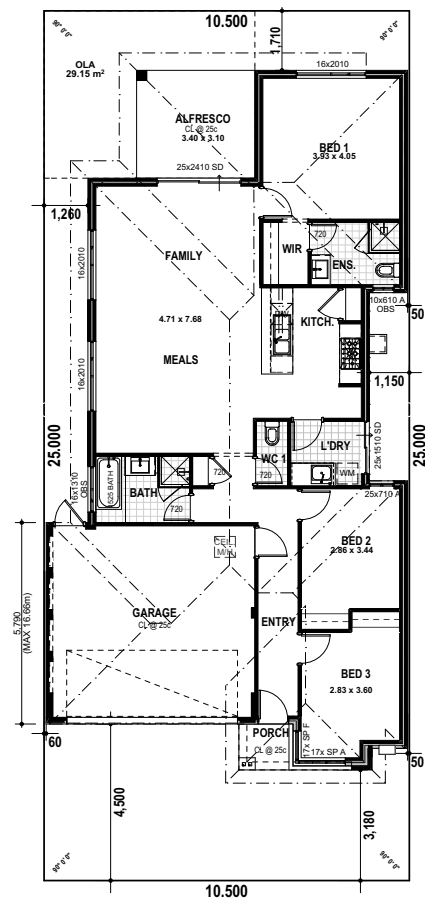 10.500
90° 0'0"
90° 0'0"
1,710
OLA
29.15 m²
16x2010
ALFRESCO
CL @ 25c
3.40 x 3.10
BED 1
3.93 x 4.05
25x2410 SD
1,260
FAMILY
WIR
720
ENS.
16x2010
10x610 A
OBS
50
KITCH.
4.71 x 7.68
MEALS
16x2010
1,150
25.000
25.000
25x1510 SD
L'DRY
WM
WC 1
720
720
16x1310
OBS
1525 BATH
BATH
720
25x710 A
BED 2
2.86 x 3.44
CEIL
M/H
5,790
(MAX 16.66m)
GARAGE
CL @ 25c
ENTRY
BED 3
2.83 x 3.60
17x SP F
PORCH
CL @ 25c
17x SP A
60
50
4,500
3,180
90° 0'0"
90° 0'0"
10.500